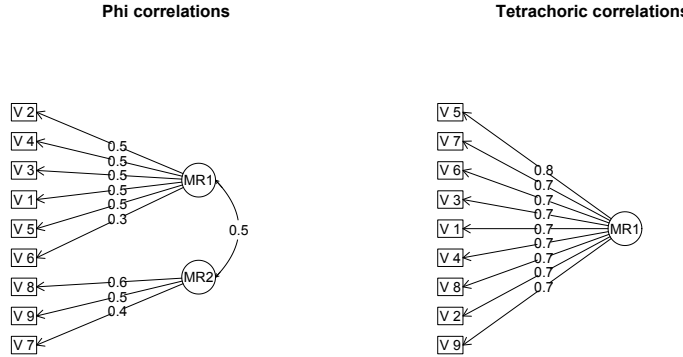 Phi correlations
V 2
V 4
V 3
V 1
V 5
V 6
V 8
V 9
V 7
0.5
0.5
0.5
0.5
0.5
0.3
0.6
0.5
0.4
MR1
MR2
0.5
Tetrachoric correlations
V 5
V 7
V 6
V 3
V 1
V 4
V 8
V 2
V 9
0.8
0.7
0.7
0.7
0.7
0.7
0.7
0.7
0.7
MR1